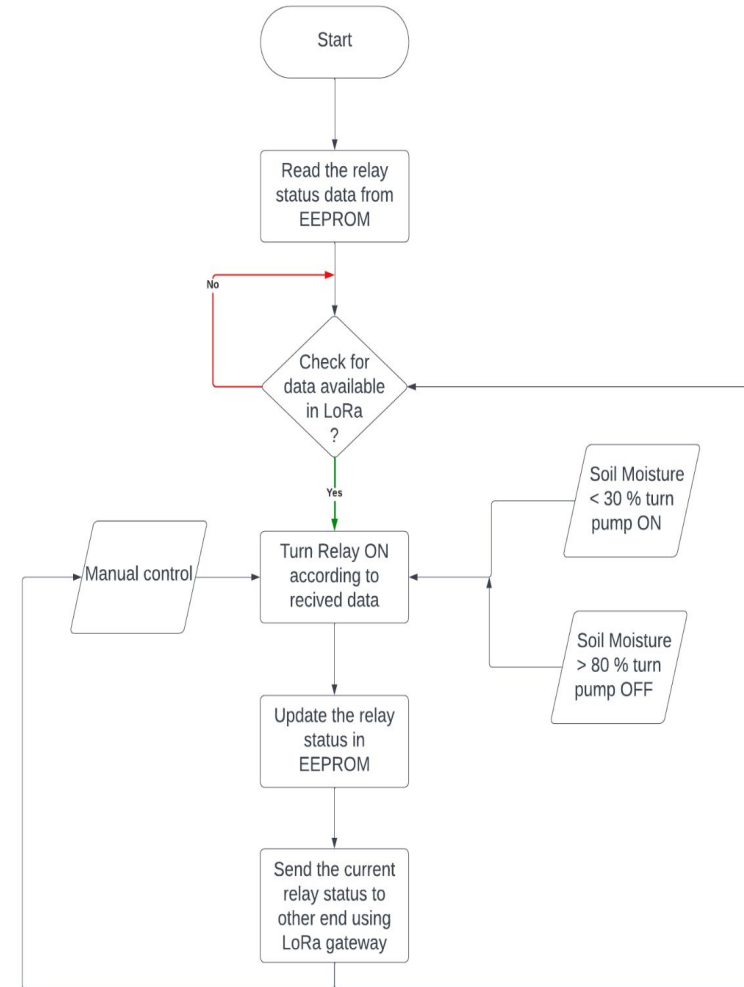 Start
Read the relay
status data from
EEPROM
No
Check for
data available
in LoRa
?
Yes
Soil Moisture
< 30 % turn
pump ON
Manual control
Turn Relay ON
according to
recived data
Soil Moisture
> 80 % turn
pump OFF
Update the relay
status in
EEPROM
Send the current
relay status to
other end using
LoRa gateway